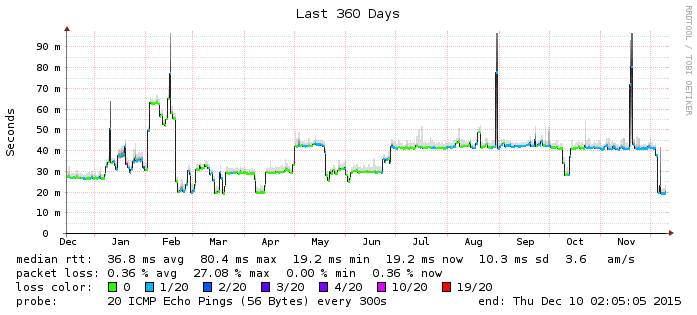 Last 360 Days
RRDTOOL / TOBI OETIKER
Seconds
90 m
80 m
70 m
60 m
50 m
40 m
30 m
20 m
10 m
0 m
Dec Jan Feb Mar Apr May Jun Jul Aug Sep Oct Nov
median rtt: 36.8 ms avg 80.4 ms max 19.2 ms min 19.2 ms now 10.3 ms sd 3.6 am/s
packet loss: 0.36 % avg 27.08 % max 0.00 % min 0.36 % now
loss color: 0 1/20 2/20 3/20 4/20 10/20 19/20
probe: 20 ICMP Echo Pings (56 Bytes) every 300s end: Thu Dec 10 02:05:05 2015